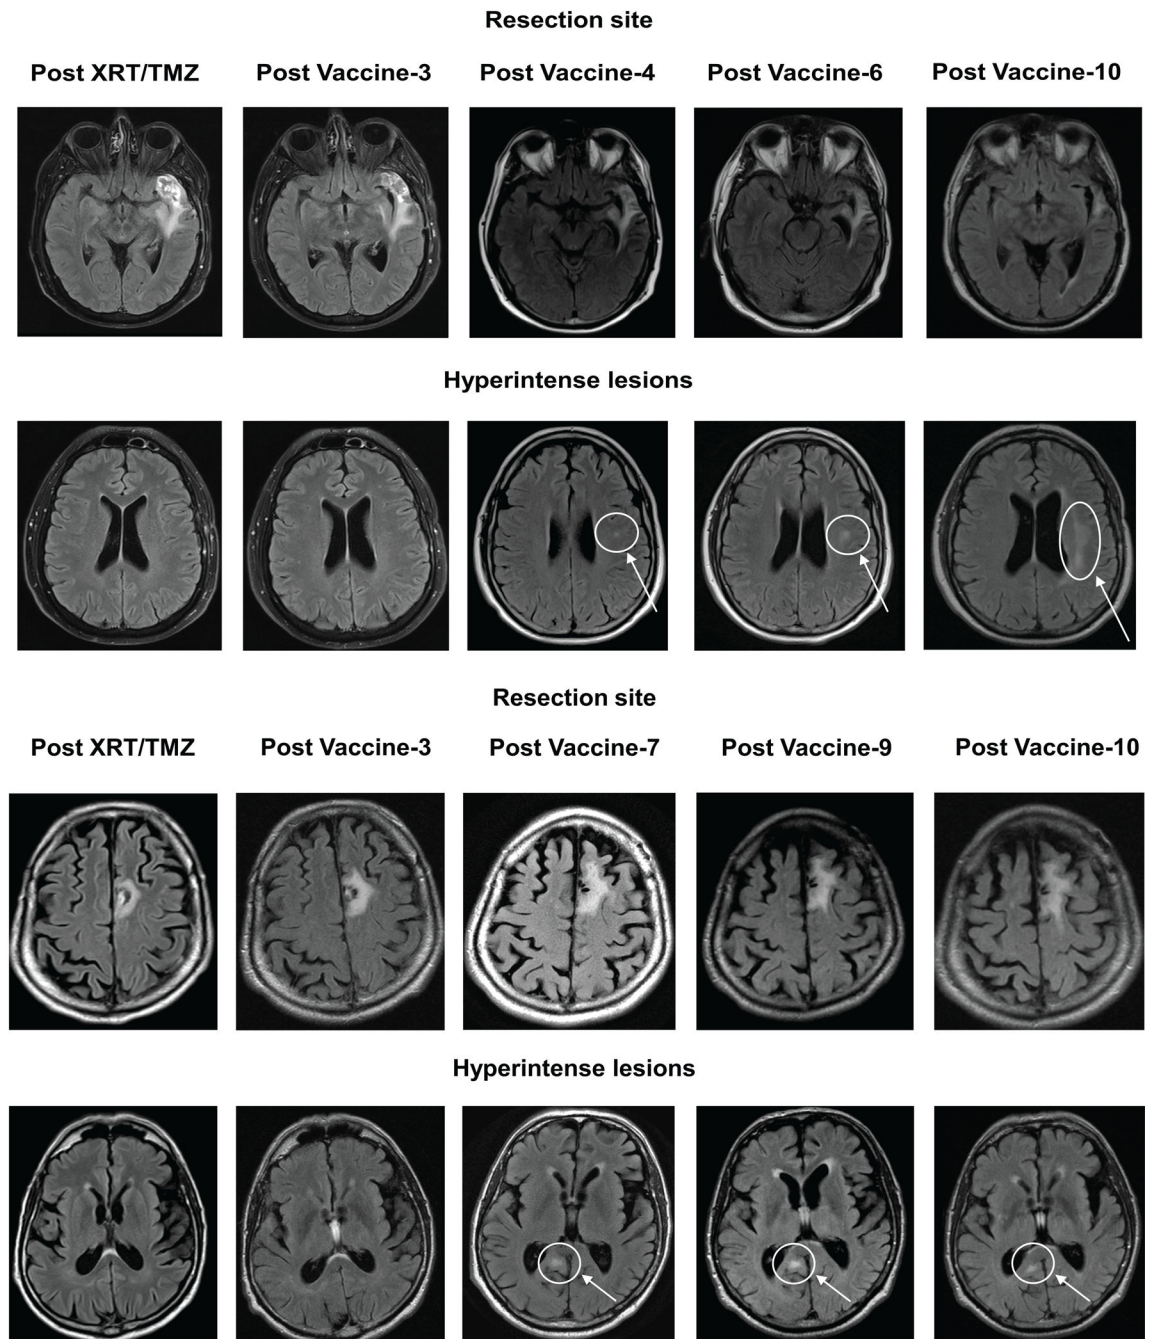 Resection site
Post XRT/TMZ Post Vaccine-3 Post Vaccine-4 Post Vaccine-6 Post Vaccine-10
Hyperintense lesions
Resection site
Post XRT/TMZ Post Vaccine-3 Post Vaccine-7 Post Vaccine-9 Post Vaccine-10
Hyperintense lesions